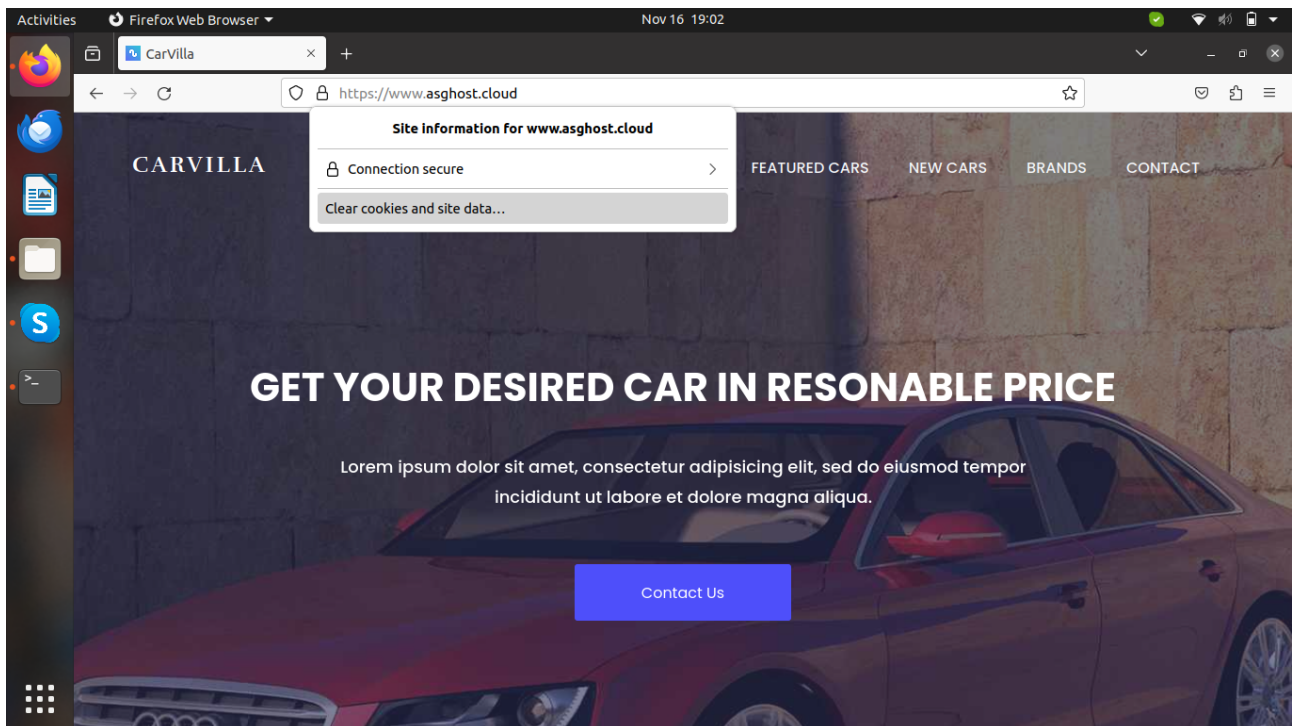 Activities Firefox Web Browser Nov 16 19:02
CarVilla
https://www.asghost.cloud
Site information for www.asghost.cloud
Connection secure
Clear cookies and site data...
CARVILLA FEATURED CARS NEW CARS BRANDS CONTACT
GET YOUR DESIRED CAR IN RESONABLE PRICE
Lorem ipsum dolor sit amet, consectetur adipisicing elit, sed do eiusmod tempor
incididunt ut labore et dolore magna aliqua.
Contact Us